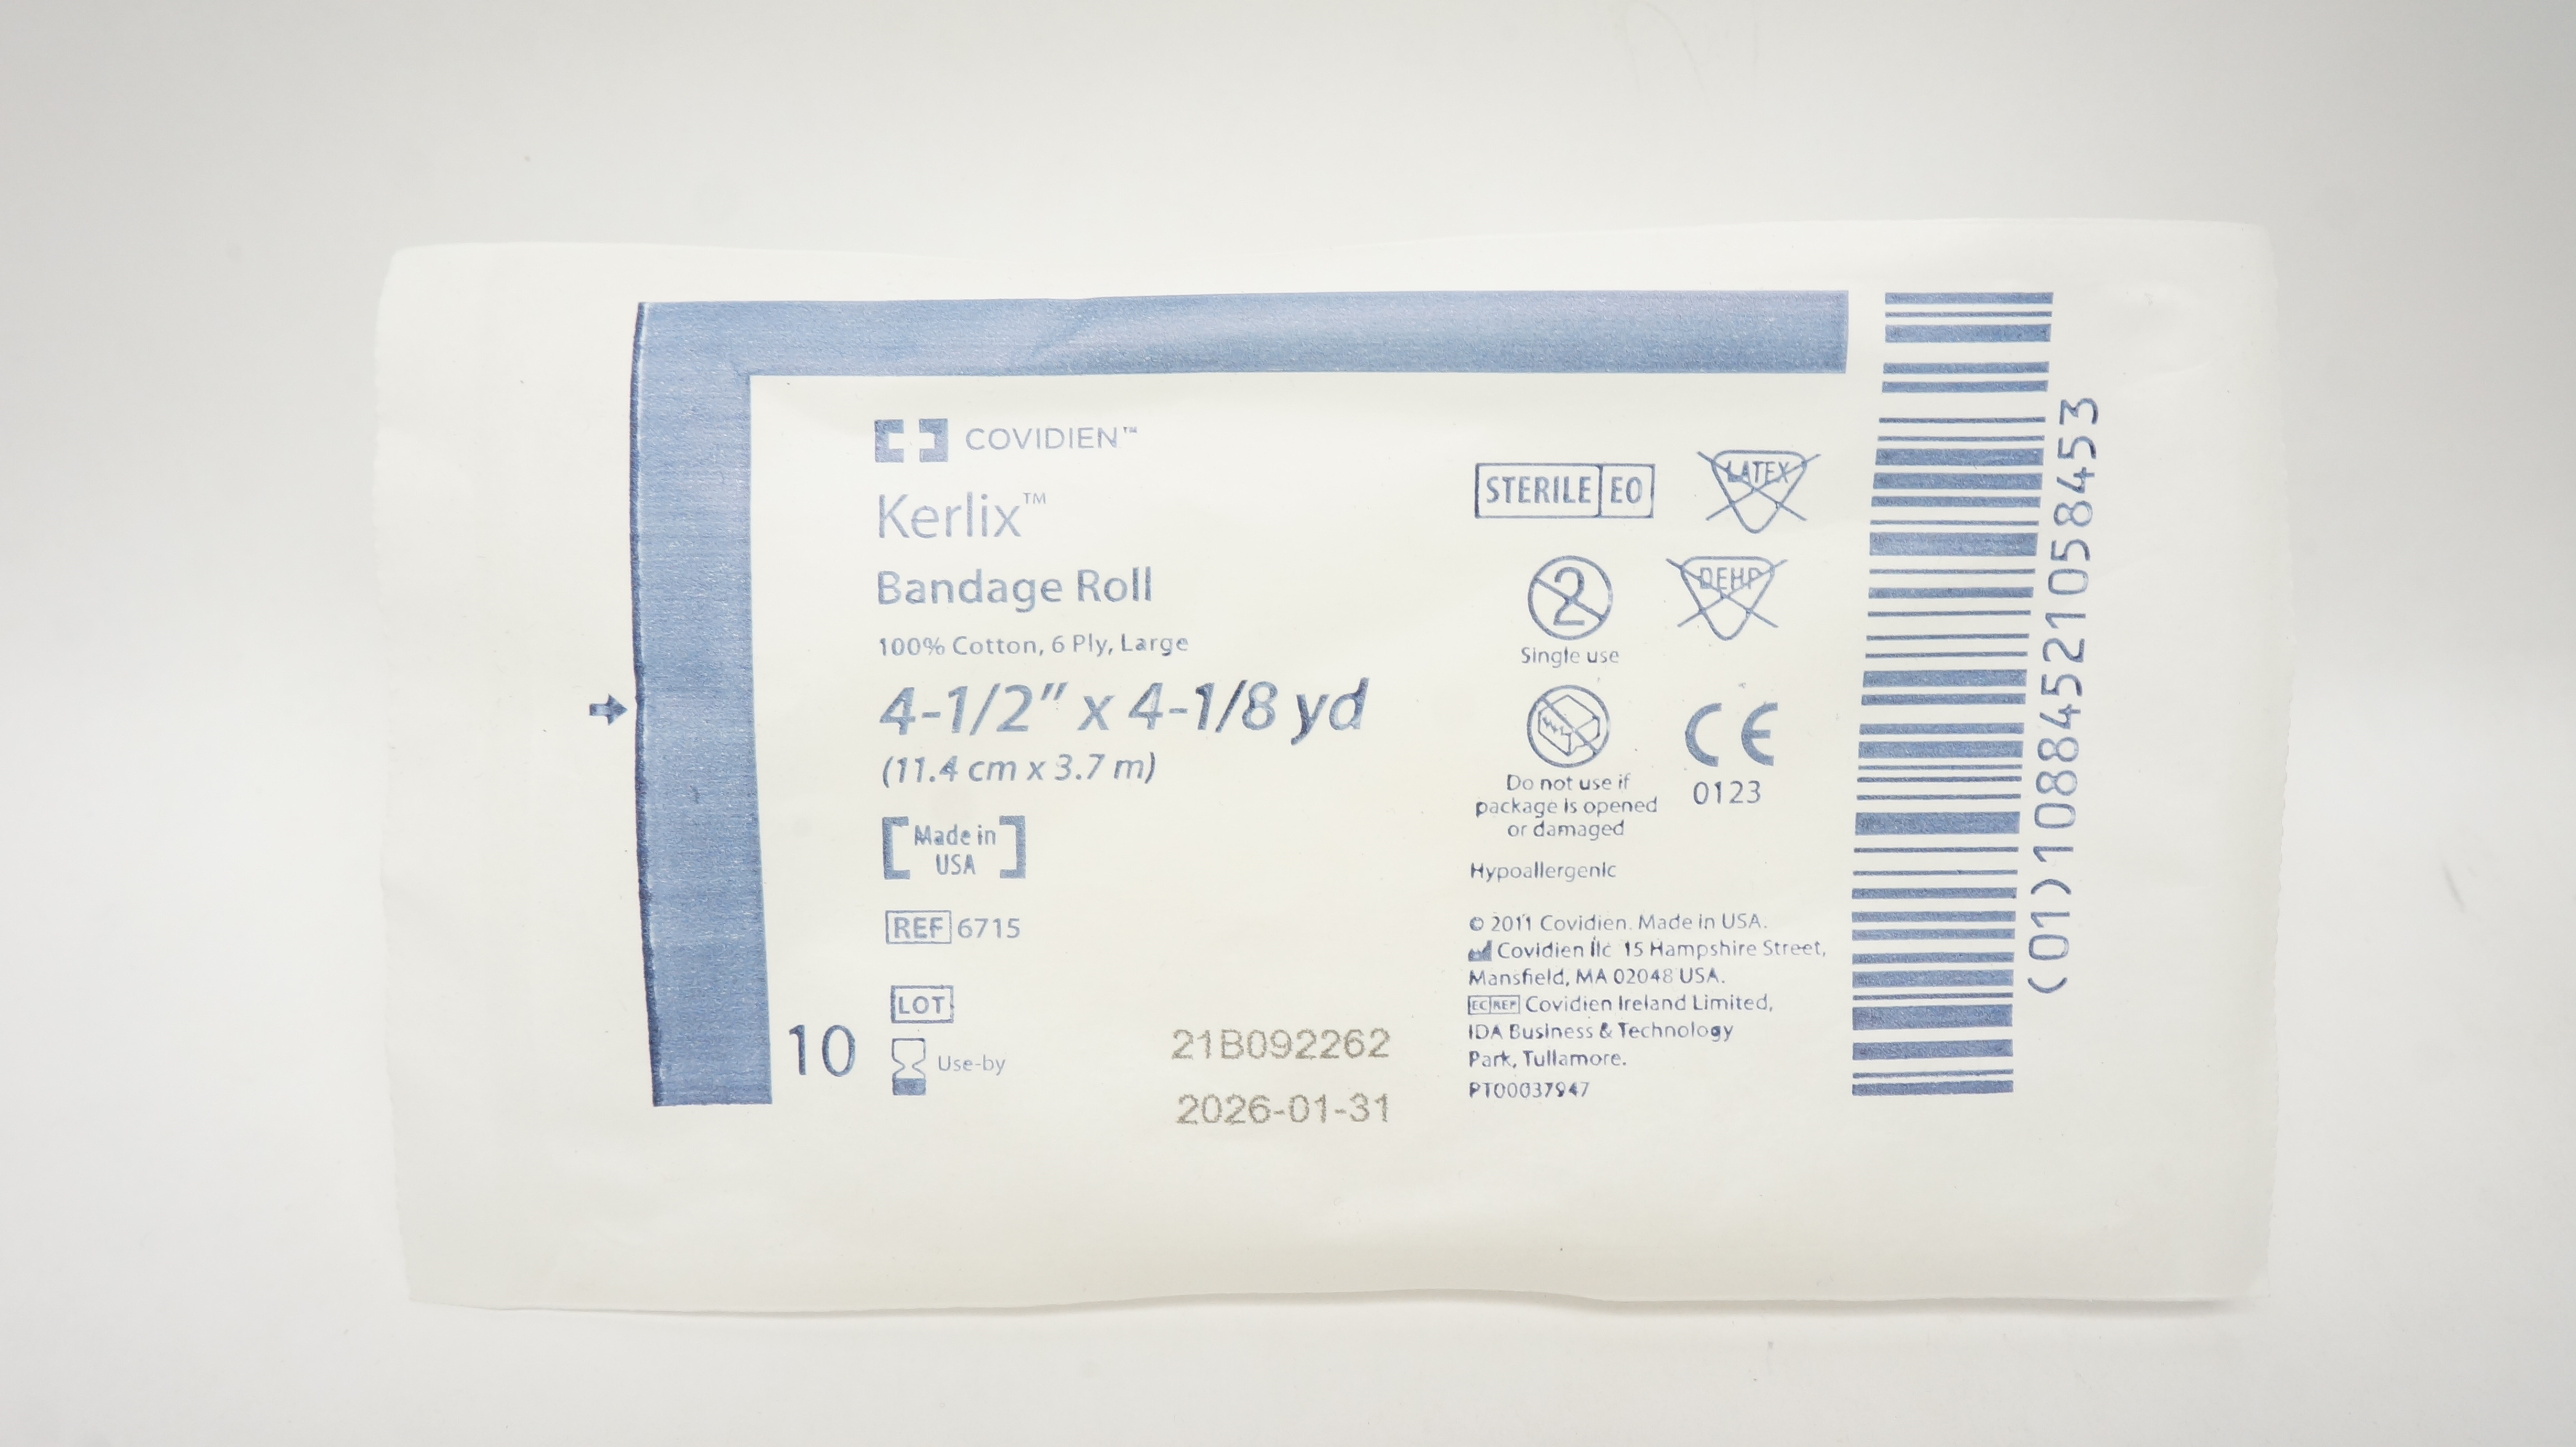 COVIDIEN™
Kerlix™
Bandage Roll
100% Cotton, 6 Ply, Large
4-1/2" x 4-1/8 yd
(11.4 cm x 3.7 m)
Made in
USA
REF 6715
LOT
21B092262
10
Use-by
2026-01-31
STERILE EO
LATEX
2
DEHP
Single use
CE
0123
Do not use if
package is opened
or damaged
Hypoallergenic
© 2011 Covidien. Made in USA.
Covidien llc 15 Hampshire Street,
Mansfield, MA 02048 USA.
EC REP Covidien Ireland Limited,
IDA Business & Technology
Park, Tullamore.
PT00037947
(01)10884521058453